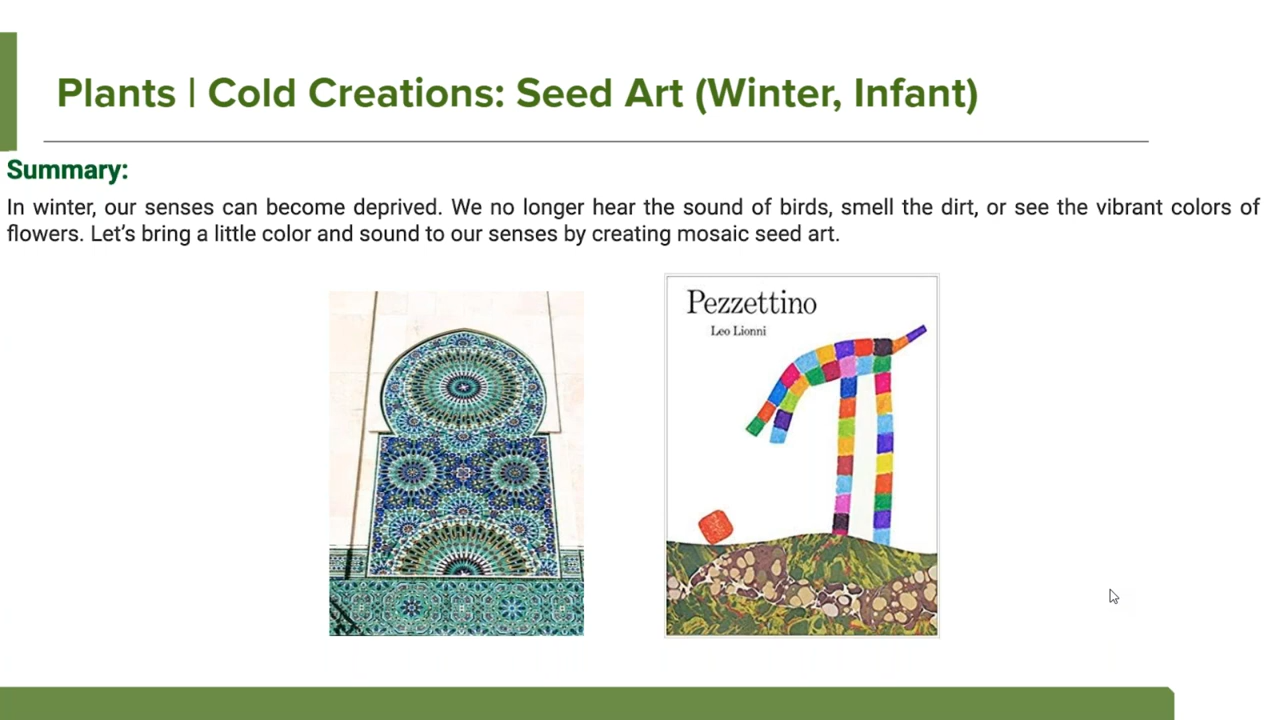 Plants | Cold Creations: Seed Art (Winter, Infant)
Summary:
In winter, our senses can become deprived. We no longer hear the sound of birds, smell the dirt, or see the vibrant colors of
flowers. Let’s bring a little color and sound to our senses by creating mosaic seed art.
Pezzettino
Leo Lionni